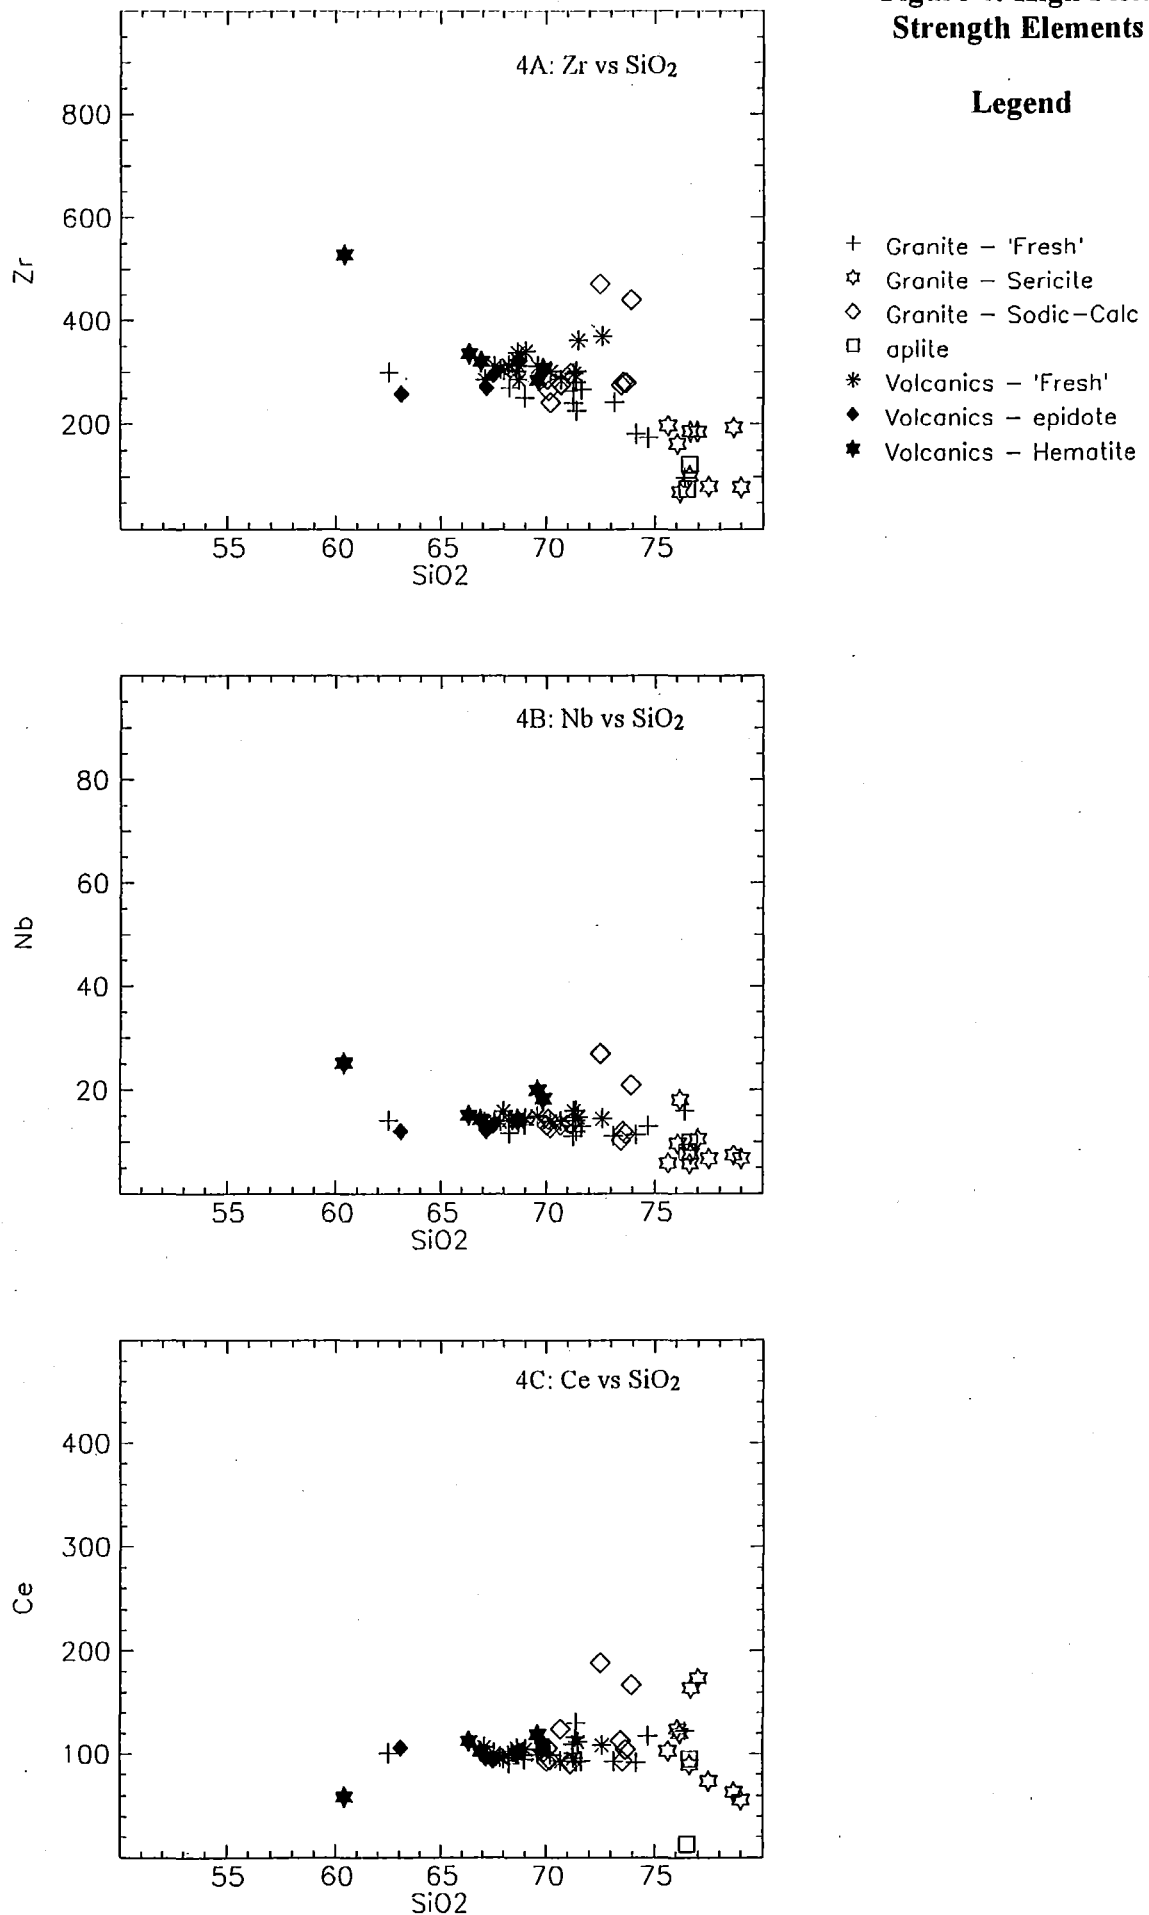 Strength Elements
Legend
Granite – 'Fresh'
Granite – Sericile
Granite – Sodic–Calc
aplite
Volcanics – 'Fresh'
Volcanics – epidote
Volcanics – Hematite
4A: Zr vs SiO2
800
600
400
200
Zr
55 60 65 70 75
SiO2
4B: Nb vs SiO2
80
60
40
20
Nb
55 60 65 70 75
SiO2
4C: Ce vs SiO2
400
300
200
100
Ce
55 60 65 70 75
SiO2